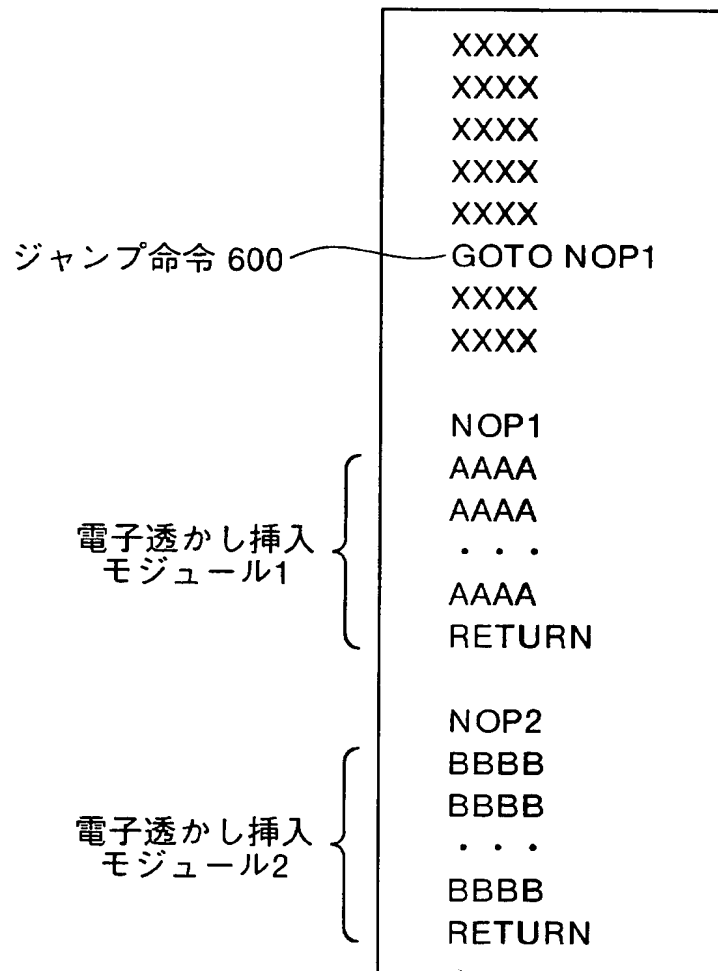 XXXX
XXXX
XXXX
XXXX
XXXX
ジャンプ命令 600
GOTO NOP1
XXXX
XXXX
NOP1
AAAA
AAAA
・・・
AAAA
RETURN
電子透かし挿入
モジュール1
NOP2
BBBB
BBBB
・・・
BBBB
RETURN
電子透かし挿入
モジュール2